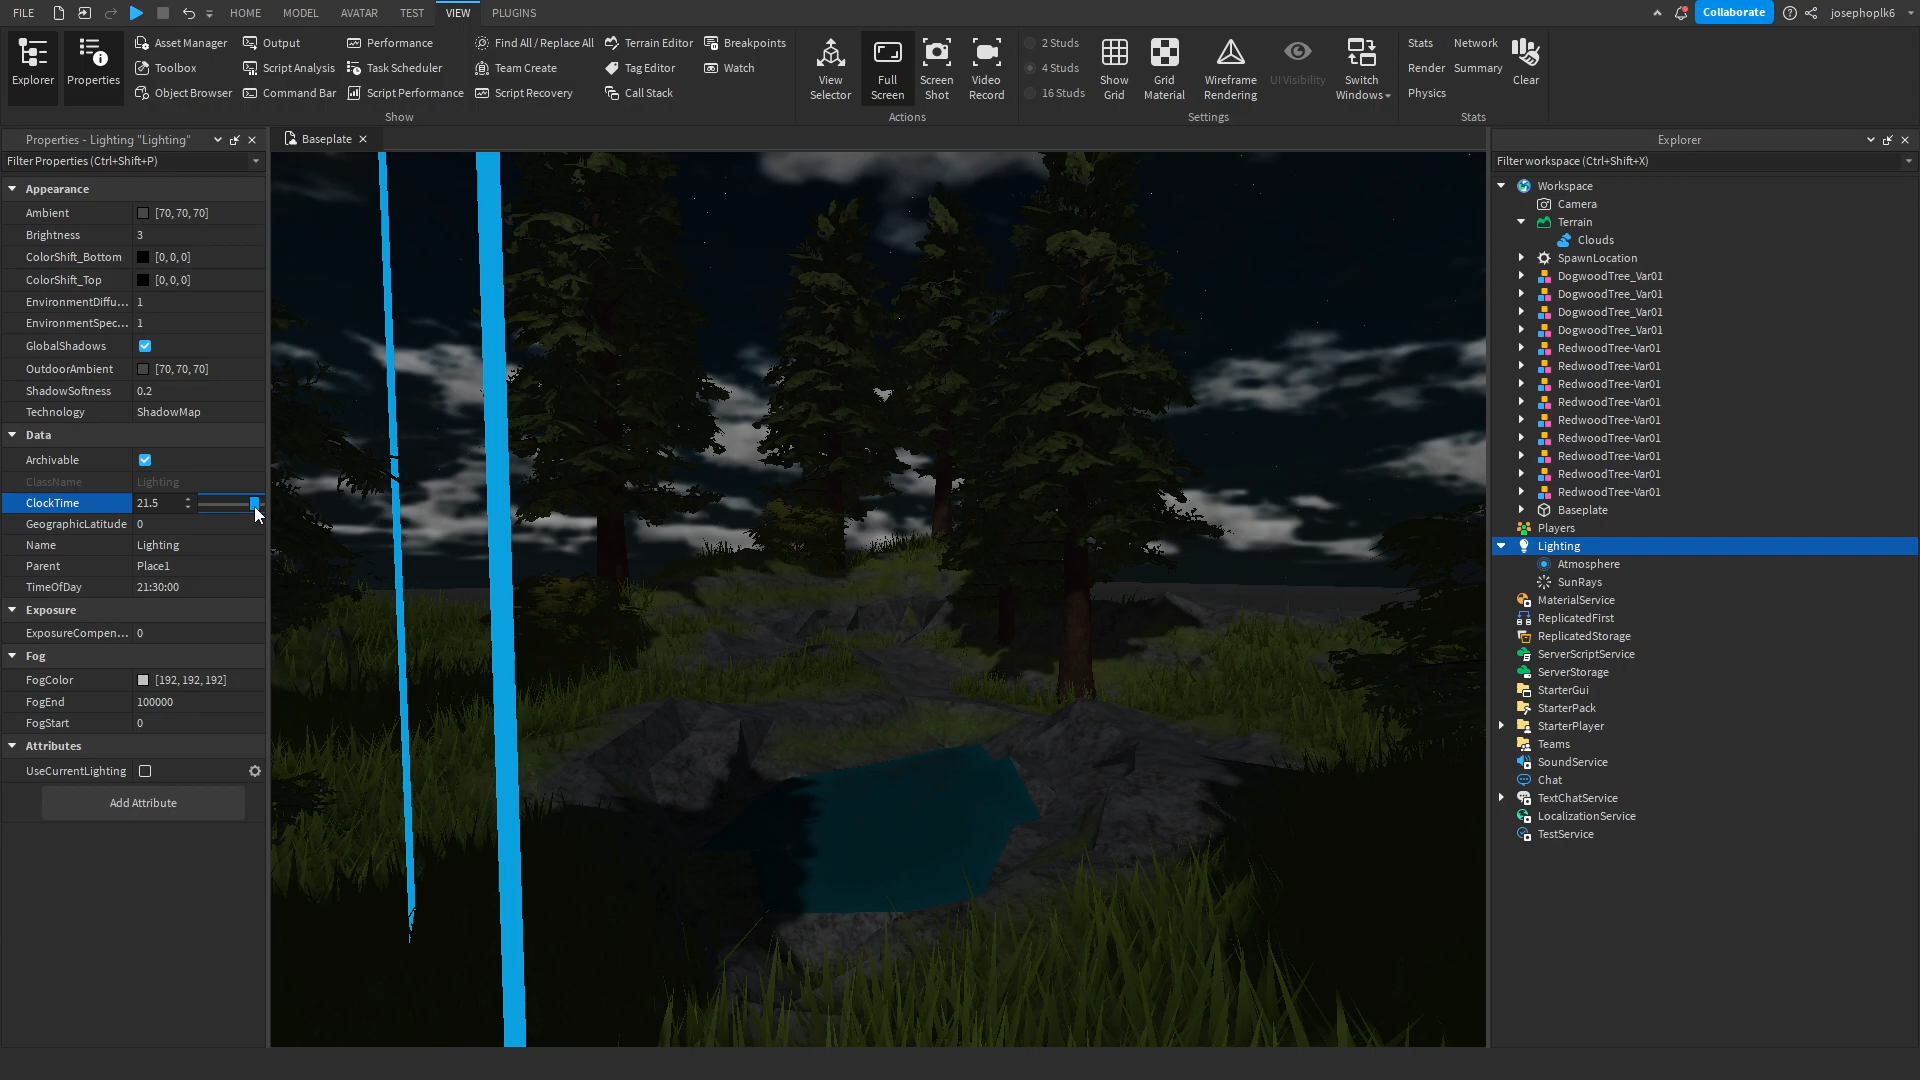 FILE HOME MODEL AVATAR TEST VIEW PLUGINS Collaborate josephoplk6
Explorer
Properties
Asset Manager Output Performance Find All / Replace All Terrain Editor Breakpoints
Toolbox Script Analysis Task Scheduler Team Create Tag Editor Watch
Object Browser Command Bar Script Performance Script Recovery Call Stack
Show
View Selector
Full Screen
Screen Shot
Video Record
Actions
2 Studs
4 Studs
16 Studs
Show Grid
Grid Material
Wireframe Rendering
UI Visibility
Switch Windows
Settings
Stats Network
Render Summary
Physics
Clear
Stats
Properties - Lighting "Lighting"
Filter Properties (Ctrl+Shift+P)
Appearance
Ambient [70, 70, 70]
Brightness 3
ColorShift_Bottom [0, 0, 0]
ColorShift_Top [0, 0, 0]
EnvironmentDiffu... 1
EnvironmentSpec... 1
GlobalShadows
OutdoorAmbient [70, 70, 70]
ShadowSoftness 0.2
Technology ShadowMap
Data
Archivable
ClassName Lighting
ClockTime 21.5
GeographicLatitude 0
Name Lighting
Parent Place1
TimeOfDay 21:30:00
Exposure
ExposureCompen... 0
Fog
FogColor [192, 192, 192]
FogEnd 100000
FogStart 0
Attributes
UseCurrentLighting
Add Attribute
Baseplate
Explorer
Filter workspace (Ctrl+Shift+X)
Workspace
Camera
Terrain
Clouds
SpawnLocation
DogwoodTree_Var01
DogwoodTree_Var01
DogwoodTree_Var01
DogwoodTree_Var01
RedwoodTree-Var01
RedwoodTree-Var01
RedwoodTree-Var01
RedwoodTree-Var01
RedwoodTree-Var01
RedwoodTree-Var01
RedwoodTree-Var01
RedwoodTree-Var01
RedwoodTree-Var01
Baseplate
Players
Lighting
Atmosphere
SunRays
MaterialService
ReplicatedFirst
ReplicatedStorage
ServerScriptService
ServerStorage
StarterGui
StarterPack
StarterPlayer
Teams
SoundService
Chat
TextChatService
LocalizationService
TestService